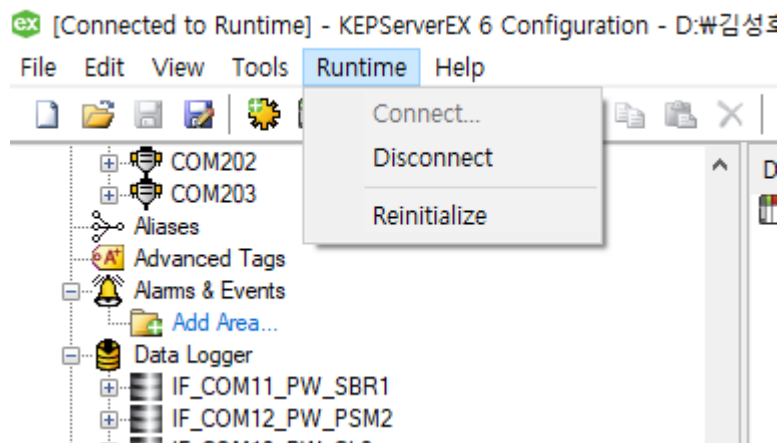 [Connected to Runtime] - KEPServerEX 6 Configuration - D:₩김성
File Edit View Tools Runtime Help
Connect...
Disconnect
Reinitialize
COM202
COM203
Aliases
Advanced Tags
Alarms & Events
Add Area...
Data Logger
IF_COM11_PW_SBR1
IF_COM12_PW_PSM2